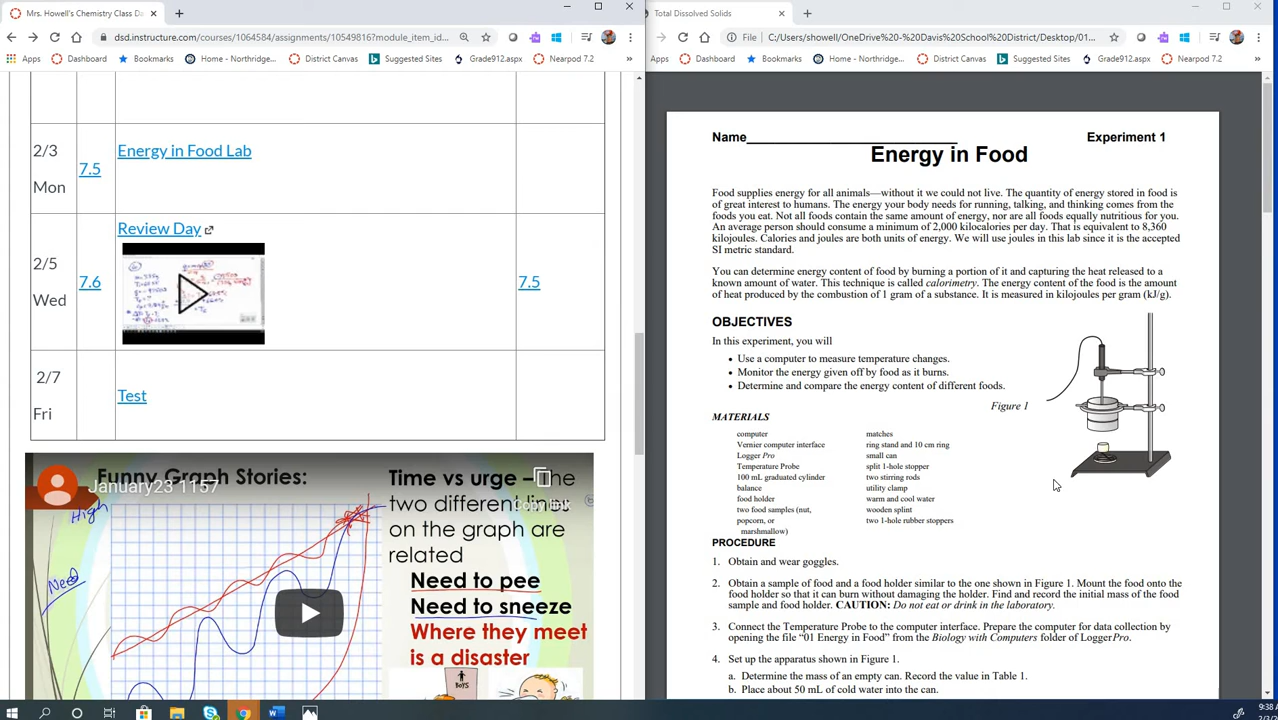 Mrs. Howell's Chemistry Class Da
dsd.instructure.com/courses/1064584/assignments/10549816?module_item_id...
Apps Dashboard Bookmarks Home - Northridge... District Canvas Suggested Sites Grade912.aspx Nearpod 7.2 »
2/3
Mon
7.5
Energy in Food Lab
Review Day
2/5
Wed
7.6
7.5
2/7
Fri
Test
Funny Graph Stories:
January23 1157
High
Need
Time vs urge – The
two different lines
on the graph are
related
Copy link
Need to pee
Need to sneeze
Where they meet
is a disaster
BOYS
Total Dissolved Solids
File C:/Users/showell/OneDrive%20-%20Davis%20School%20District/Desktop/01...
Apps Dashboard Bookmarks Home - Northridge... District Canvas Suggested Sites Grade912.aspx Nearpod 7.2 »
Name
Experiment 1
Energy in Food
Food supplies energy for all animals—without it we could not live. The quantity of energy stored in food is
of great interest to humans. The energy your body needs for running, talking, and thinking comes from the
foods you eat. Not all foods contain the same amount of energy, nor are all foods equally nutritious for you.
An average person should consume a minimum of 2,000 kilocalories per day. That is equivalent to 8,360
kilojoules. Calories and joules are both units of energy. We will use joules in this lab since it is the accepted
SI metric standard.
You can determine energy content of food by burning a portion of it and capturing the heat released to a
known amount of water. This technique is called calorimetry. The energy content of the food is the
amount of heat produced by the combustion of 1 gram of a substance. It is measured in kilojoules per gram (kJ/g).
OBJECTIVES
In this experiment, you will
• Use a computer to measure temperature changes.
• Monitor the energy given off by food as it burns.
• Determine and compare the energy content of different foods.
Figure 1
MATERIALS
computer
Vernier computer interface
Logger Pro
Temperature Probe
100 mL graduated cylinder
balance
food holder
two food samples (nut,
popcorn, or
marshmallow)
matches
ring stand and 10 cm ring
small can
split 1-hole stopper
two stirring rods
utility clamp
warm and cool water
wooden splint
two 1-hole rubber stoppers
PROCEDURE
1. Obtain and wear goggles.
2. Obtain a sample of food and a food holder similar to the one shown in Figure 1. Mount the food onto the
food holder so that it can burn without damaging the holder. Find and record the initial mass of the food
sample and food holder. CAUTION: Do not eat or drink in the laboratory.
3. Connect the Temperature Probe to the computer interface. Prepare the computer for data collection by
opening the file “01 Energy in Food” from the Biology with Computers folder of LoggerPro.
4. Set up the apparatus shown in Figure 1.
a. Determine the mass of an empty can. Record the value in Table 1.
b. Place about 50 mL of cold water into the can.
9:38